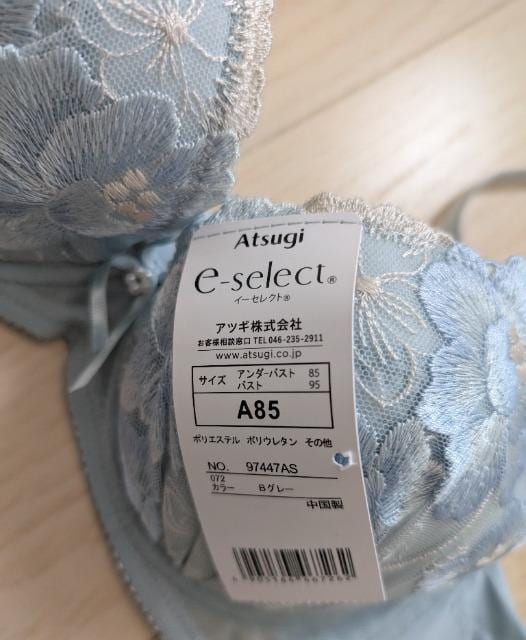 Atsugi
e-select®
イーセレクト®
アツギ株式会社
お客様相談窓口 TEL 046-235-2911
www.atsugi.co.jp
サイズ アンダーバスト 85
バスト 95
A85
ポリエステル ポリウレタン その他
NO. 97447AS
072
カラー Bグレー
中国製